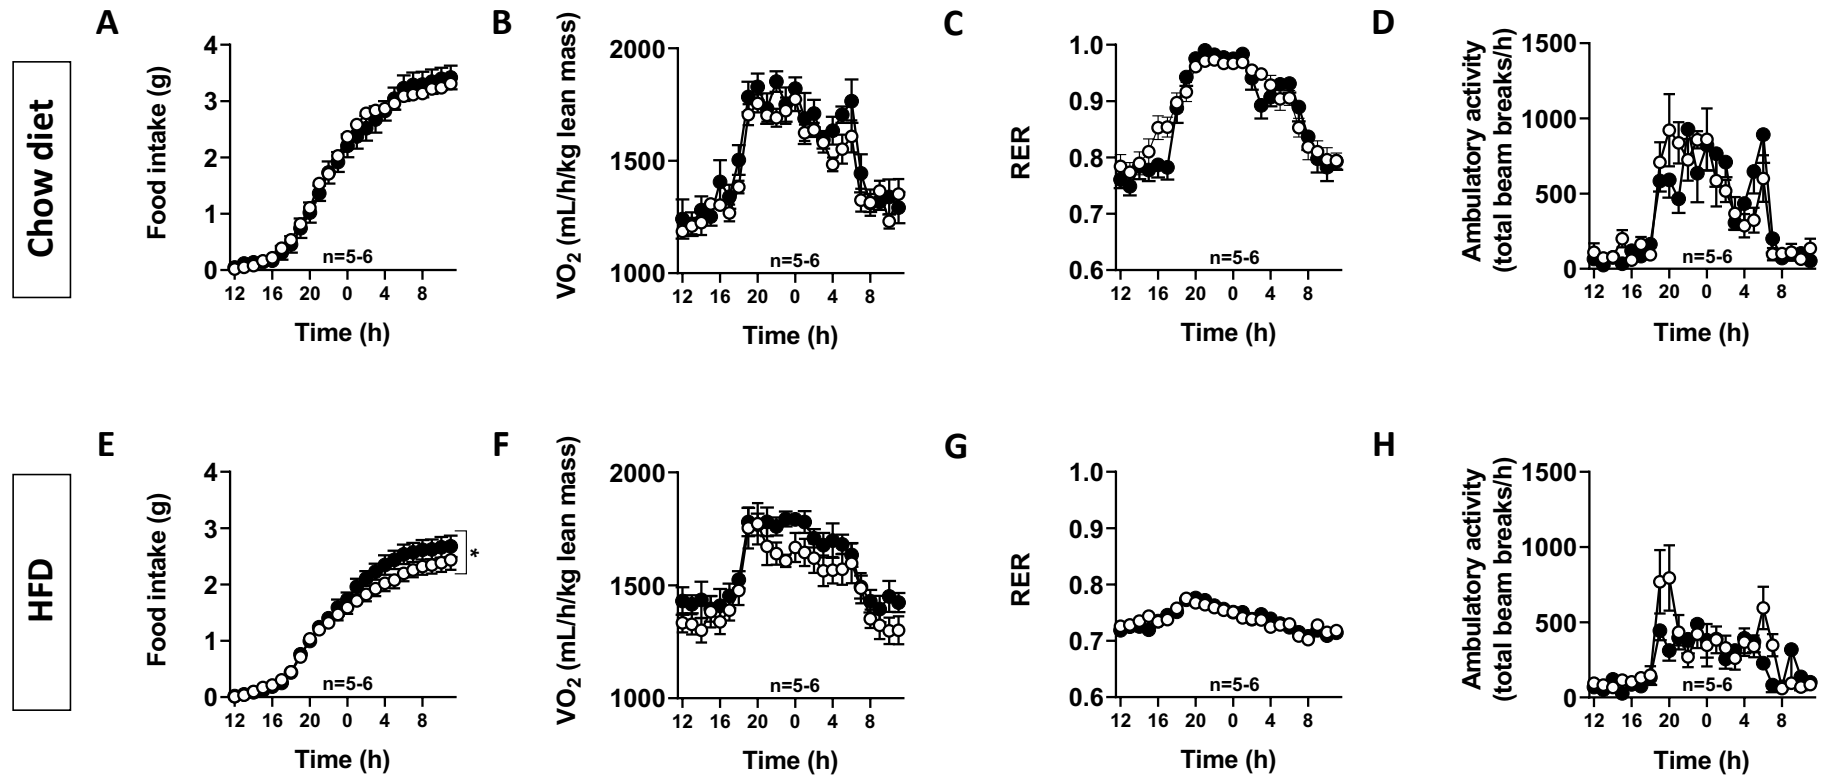 A
B
C
D
Chow diet
Food intake (g)
4
3
2
1
0
n=5-6
12 16 20 0 4 8
Time (h)
VO2 (mL/h/kg lean mass)
2000
1500
1000
n=5-6
12 16 20 0 4 8
Time (h)
RER
1.0
0.9
0.8
0.7
0.6
n=5-6
12 16 20 0 4 8
Time (h)
Ambulatory activity
(total beam breaks/h)
1500
1000
500
0
n=5-6
12 16 20 0 4 8
Time (h)
E
F
G
H
HFD
Food intake (g)
4
3
2
1
0
*
n=5-6
12 16 20 0 4 8
Time (h)
VO2 (mL/h/kg lean mass)
2000
1500
1000
n=5-6
12 16 20 0 4 8
Time (h)
RER
1.0
0.9
0.8
0.7
0.6
n=5-6
12 16 20 0 4 8
Time (h)
Ambulatory activity
(total beam breaks/h)
1500
1000
500
0
n=5-6
12 16 20 0 4 8
Time (h)